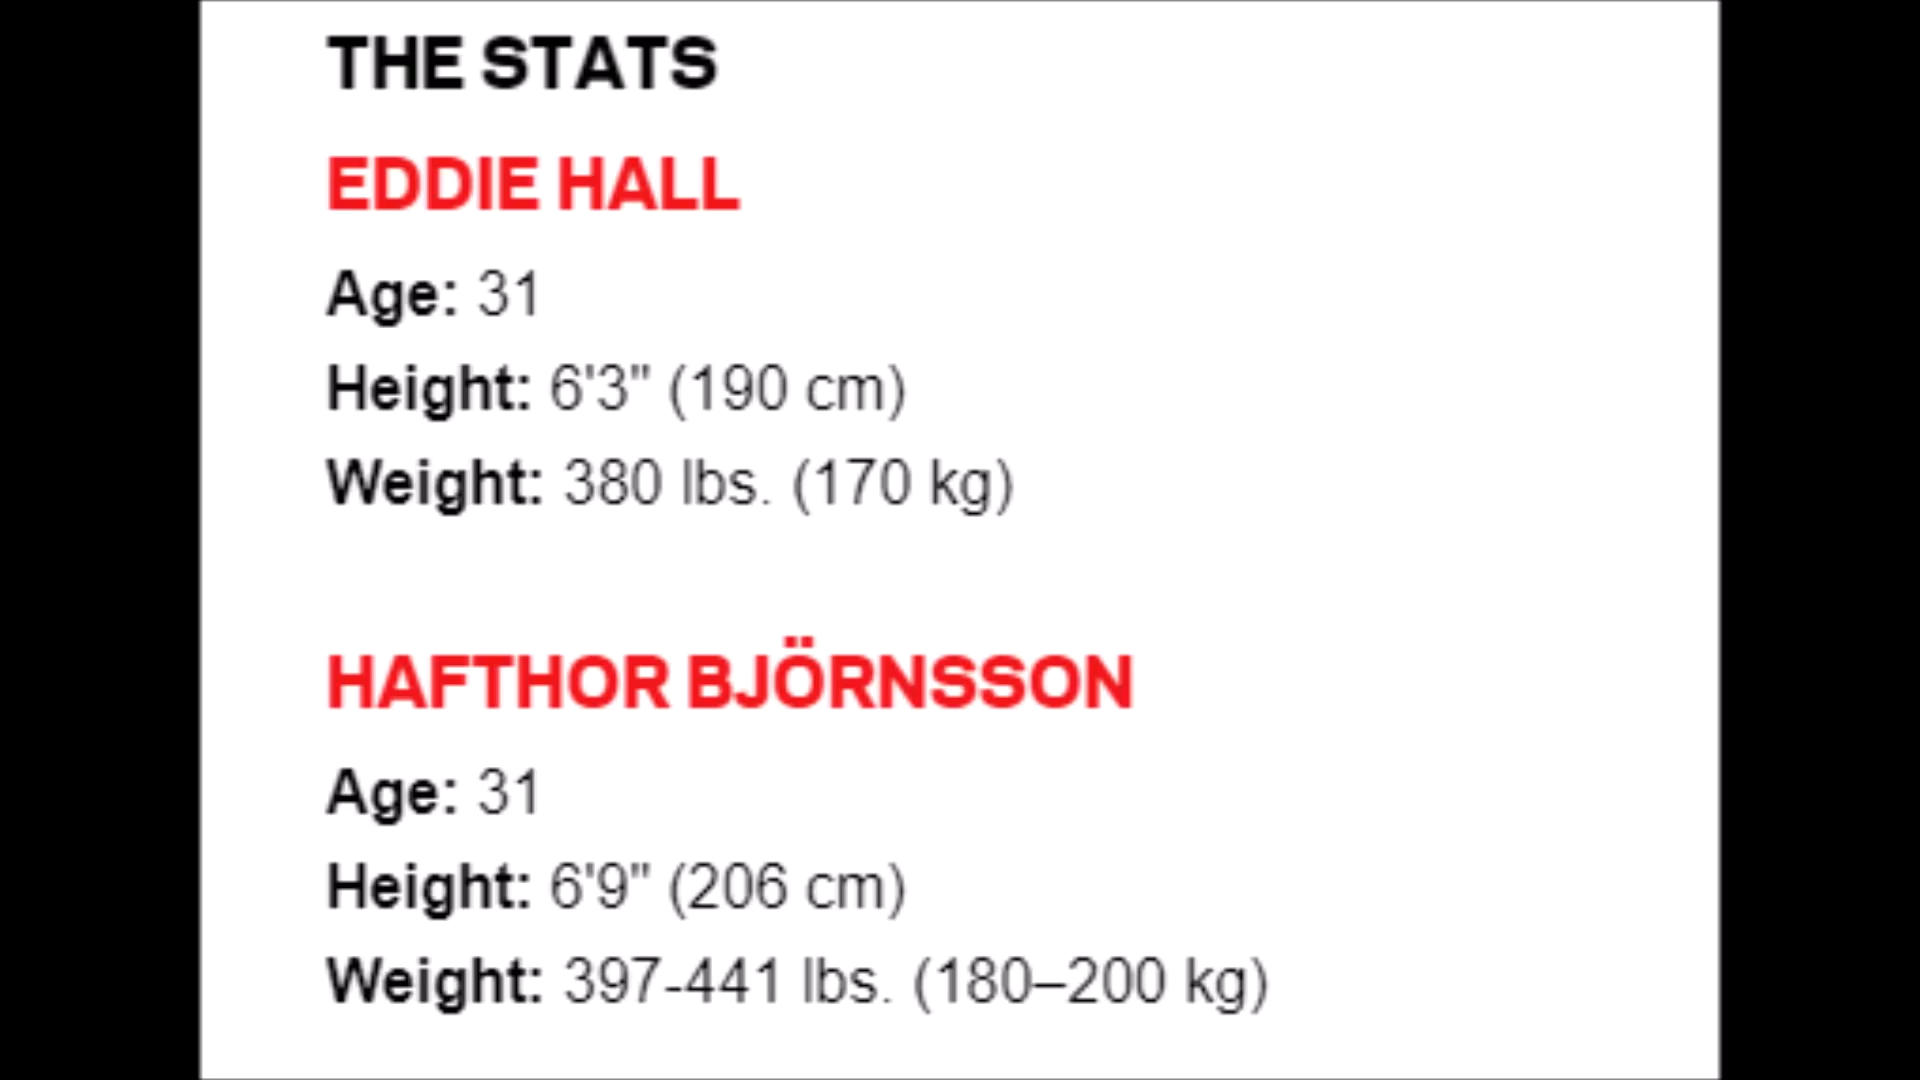 THE STATS
EDDIE HALL
Age: 31
Height: 6'3" (190 cm)
Weight: 380 lbs. (170 kg)
HAFTHOR BJÖRNSSON
Age: 31
Height: 6'9" (206 cm)
Weight: 397-441 lbs. (180–200 kg)